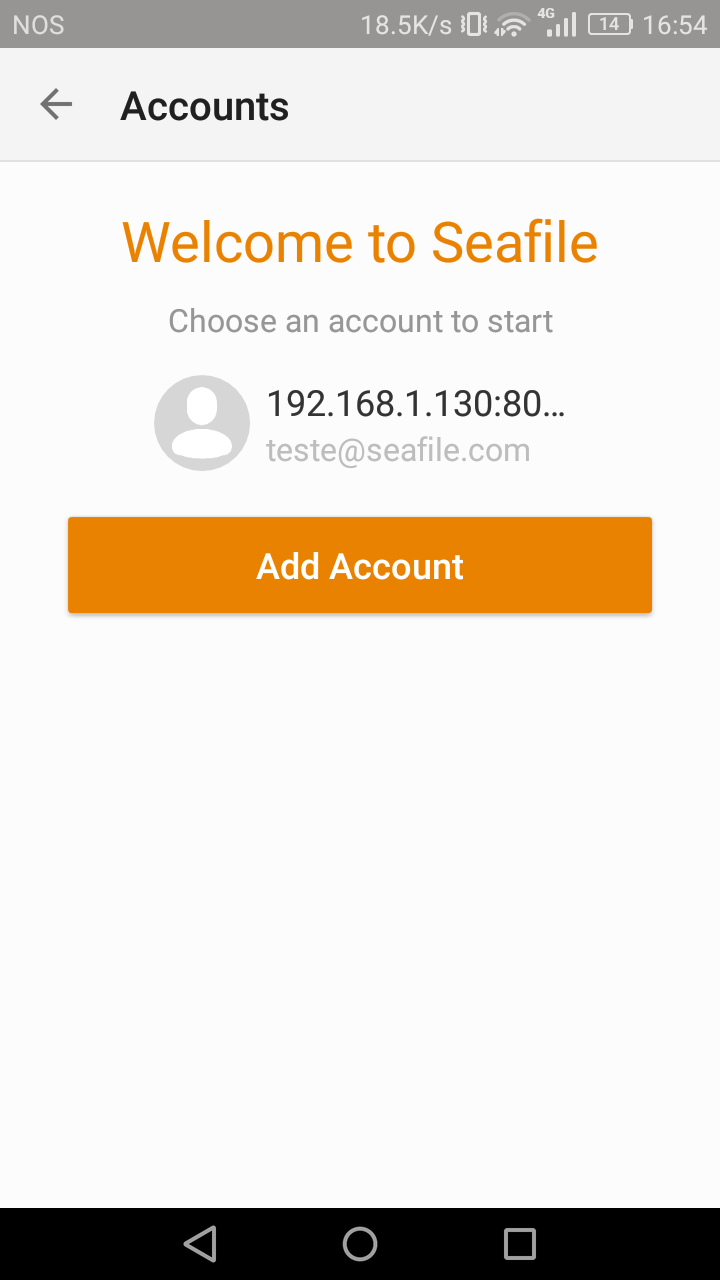 NOS 18.5K/s 4G 14 16:54
Accounts
Welcome to Seafile
Choose an account to start
192.168.1.130:80...
teste@seafile.com
Add Account